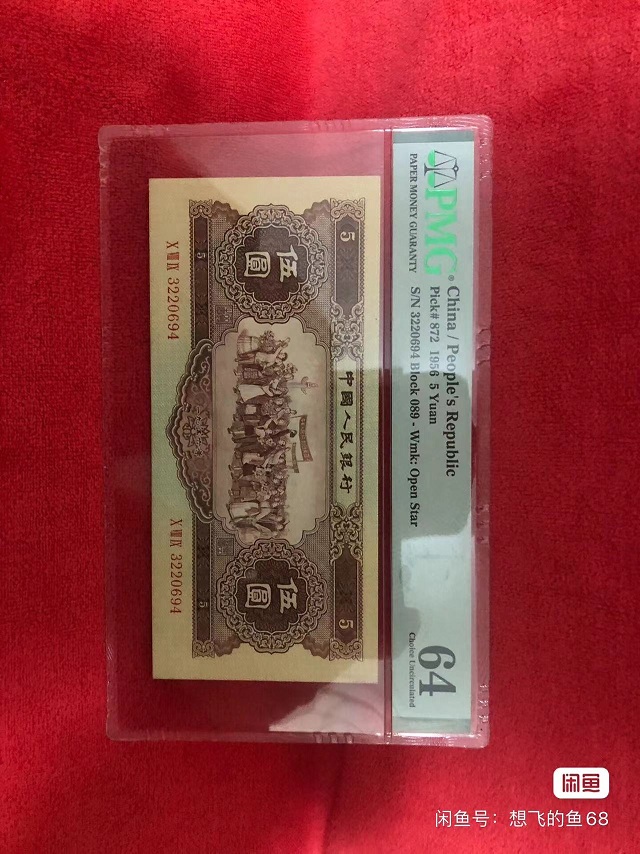 PMG®
PAPER MONEY GUARANTY
China / People's Republic
Pick# 872 1956 5 Yuan
S/N 3220694 Block 089 - Wmk: Open Star
64
Choice Uncirculated
中國人民銀行
5
5
伍圓
伍圓
5
5
X Ⅷ Ⅸ 3220694
X Ⅷ Ⅸ 3220694
闲鱼
闲鱼号：想飞的鱼68